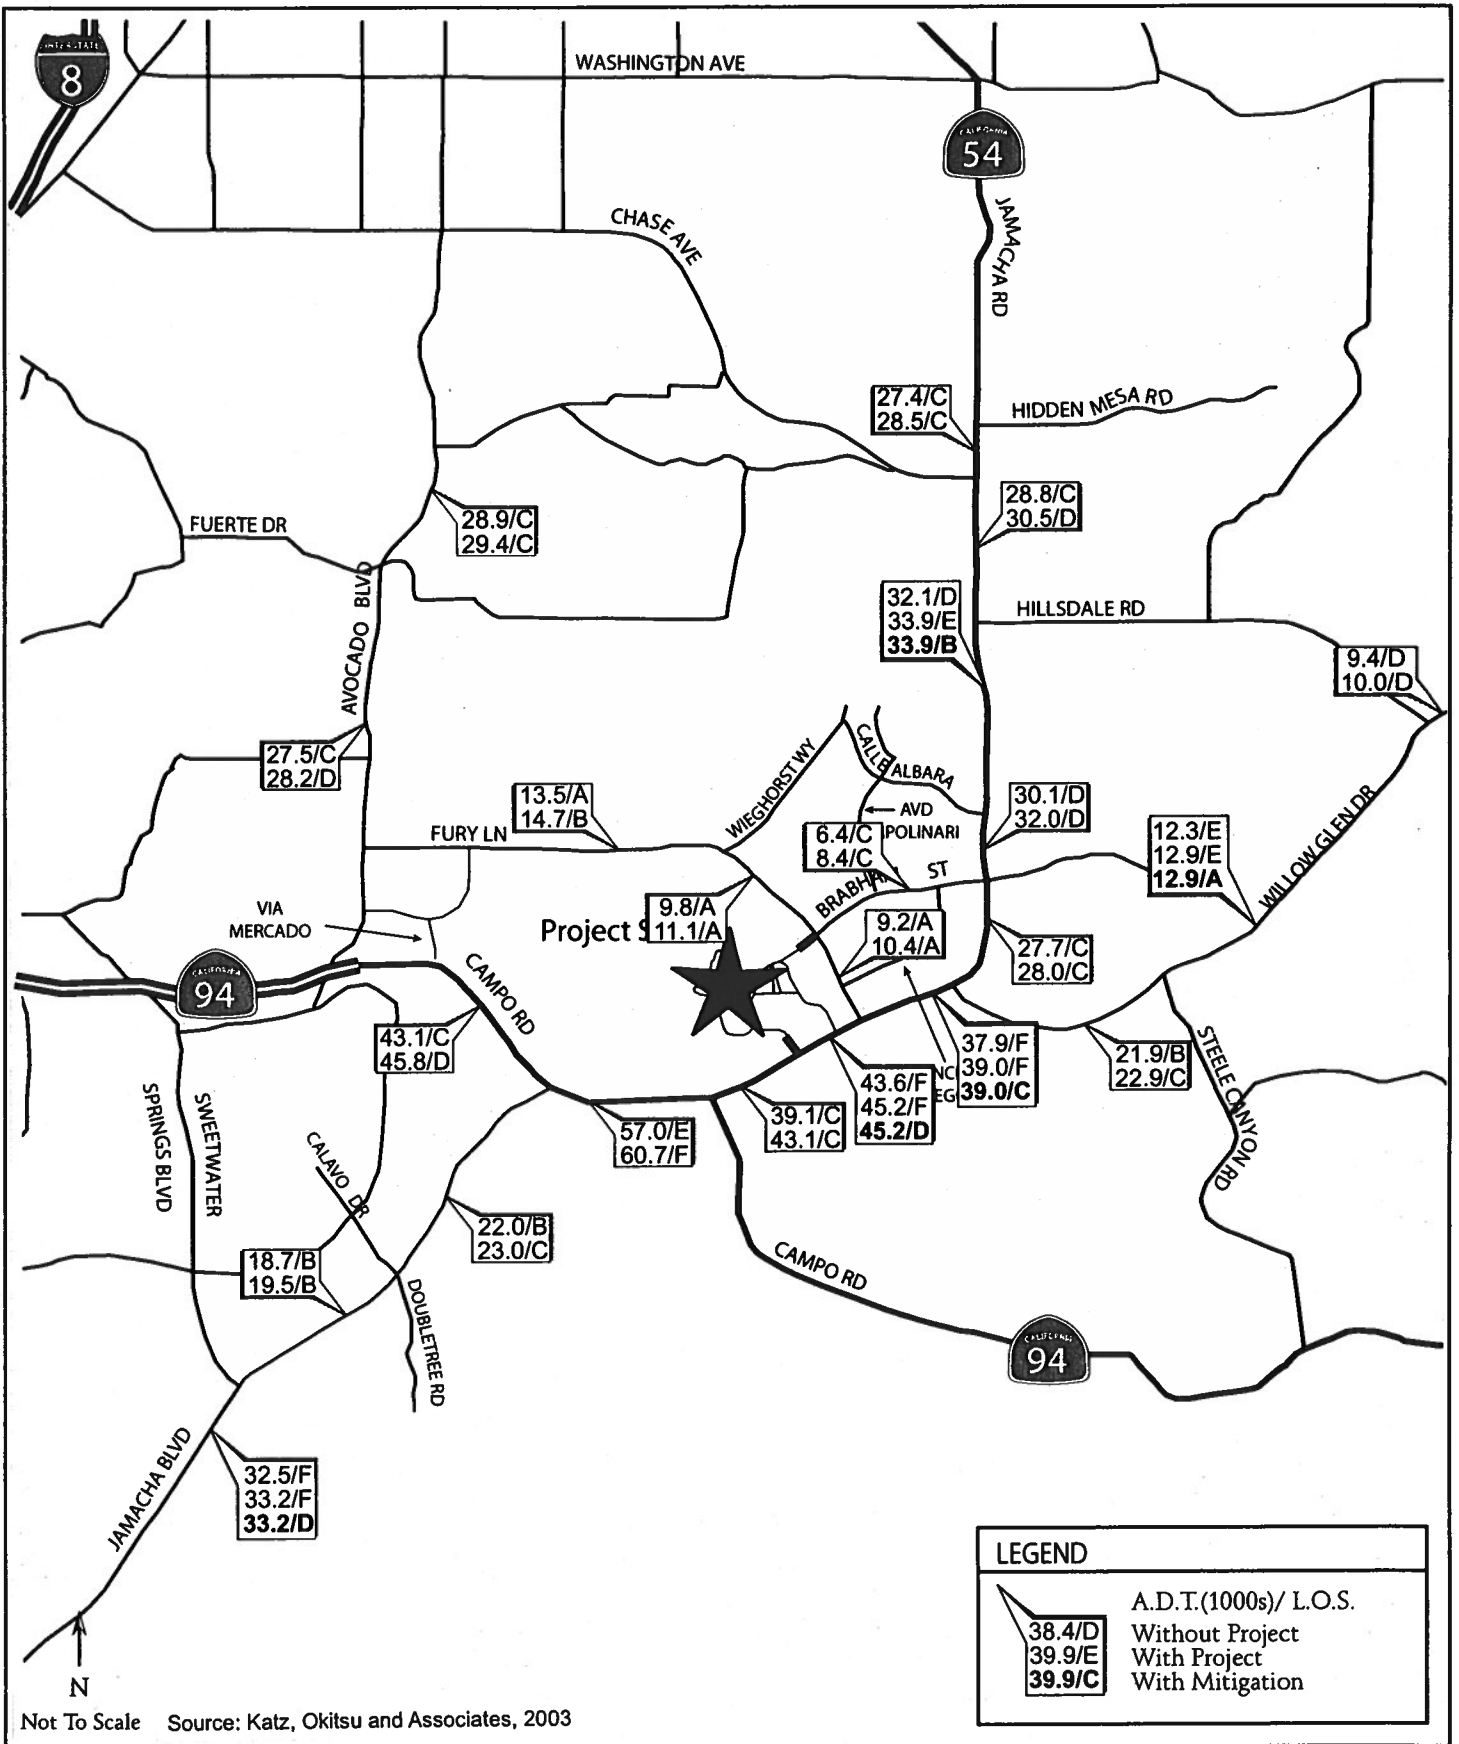 INTERSTATE
8
WASHINGTON AVE
CALIFORNIA
54
JAMACHA RD
CHASE AVE
27.4/C
28.5/C
HIDDEN MESA RD
28.8/C
30.5/D
28.9/C
29.4/C
FUERTE DR
AVOCADO BLVD
32.1/D
33.9/E
33.9/B
HILLSDALE RD
9.4/D
10.0/D
27.5/C
28.2/D
13.5/A
14.7/B
FURY LN
WIEGHORST WY
CALLE ALBARA
AVD
POLINARI
30.1/D
32.0/D
6.4/C
8.4/C
BRABHA
ST
12.3/E
12.9/E
12.9/A
WILLOW GLEN DR
VIA
MERCADO
9.8/A
11.1/A
Project S
9.2/A
10.4/A
27.7/C
28.0/C
CALIFORNIA
94
CAMPO RD
43.1/C
45.8/D
37.9/F
39.0/F
39.0/C
43.6/F
45.2/F
45.2/D
21.9/B
22.9/C
STEELE CANYON RD
39.1/C
43.1/C
57.0/E
60.7/F
SWEETWATER
SPRINGS BLVD
CALAVO DR
22.0/B
23.0/C
18.7/B
19.5/B
DOUBLETREE RD
CAMPO RD
CALIFORNIA
94
JAMACHA BLVD
32.5/F
33.2/F
33.2/D
LEGEND
A.D.T.(1000s)/ L.O.S.
38.4/D Without Project
39.9/E With Project
39.9/C With Mitigation
N
Not To Scale Source: Katz, Okitsu and Associates, 2003